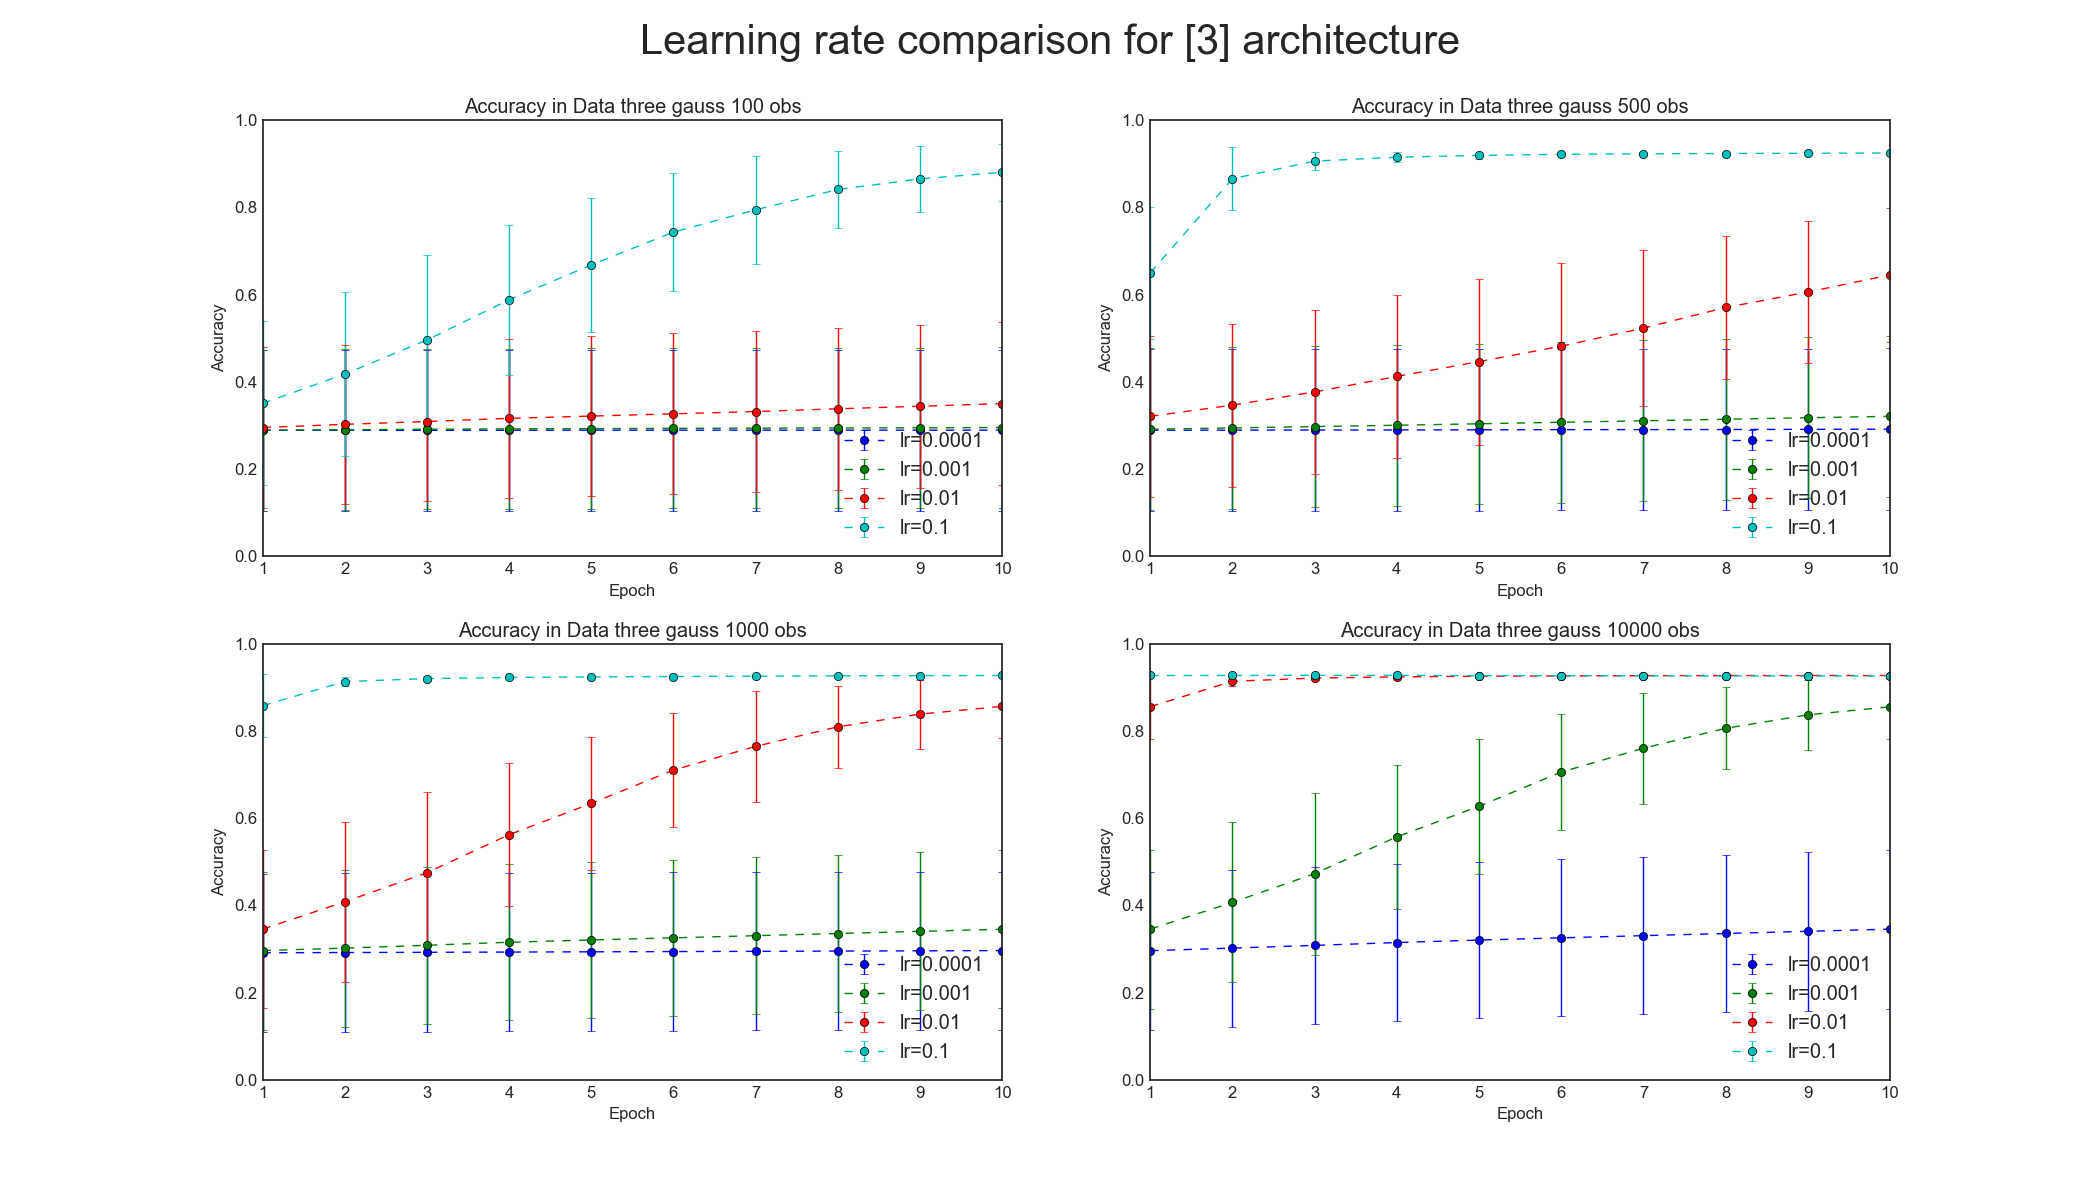 Learning rate comparison for [3] architecture
Accuracy in Data three gauss 100 obs
1.0
0.8
0.6
0.4
0.2
0.0
Accuracy
lr=0.0001
lr=0.001
lr=0.01
lr=0.1
1 2 3 4 5 6 7 8 9 10
Epoch
Accuracy in Data three gauss 500 obs
1.0
0.8
0.6
0.4
0.2
0.0
Accuracy
lr=0.0001
lr=0.001
lr=0.01
lr=0.1
1 2 3 4 5 6 7 8 9 10
Epoch
Accuracy in Data three gauss 1000 obs
1.0
0.8
0.6
0.4
0.2
0.0
Accuracy
lr=0.0001
lr=0.001
lr=0.01
lr=0.1
1 2 3 4 5 6 7 8 9 10
Epoch
Accuracy in Data three gauss 10000 obs
1.0
0.8
0.6
0.4
0.2
0.0
Accuracy
lr=0.0001
lr=0.001
lr=0.01
lr=0.1
1 2 3 4 5 6 7 8 9 10
Epoch